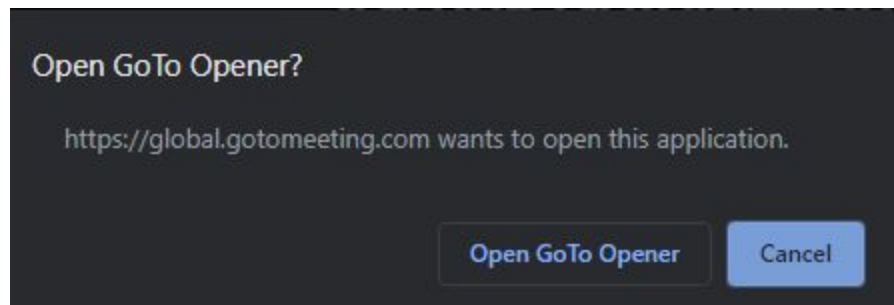 Open GoTo Opener?
https://global.gotomeeting.com wants to open this application.
Open GoTo Opener
Cancel